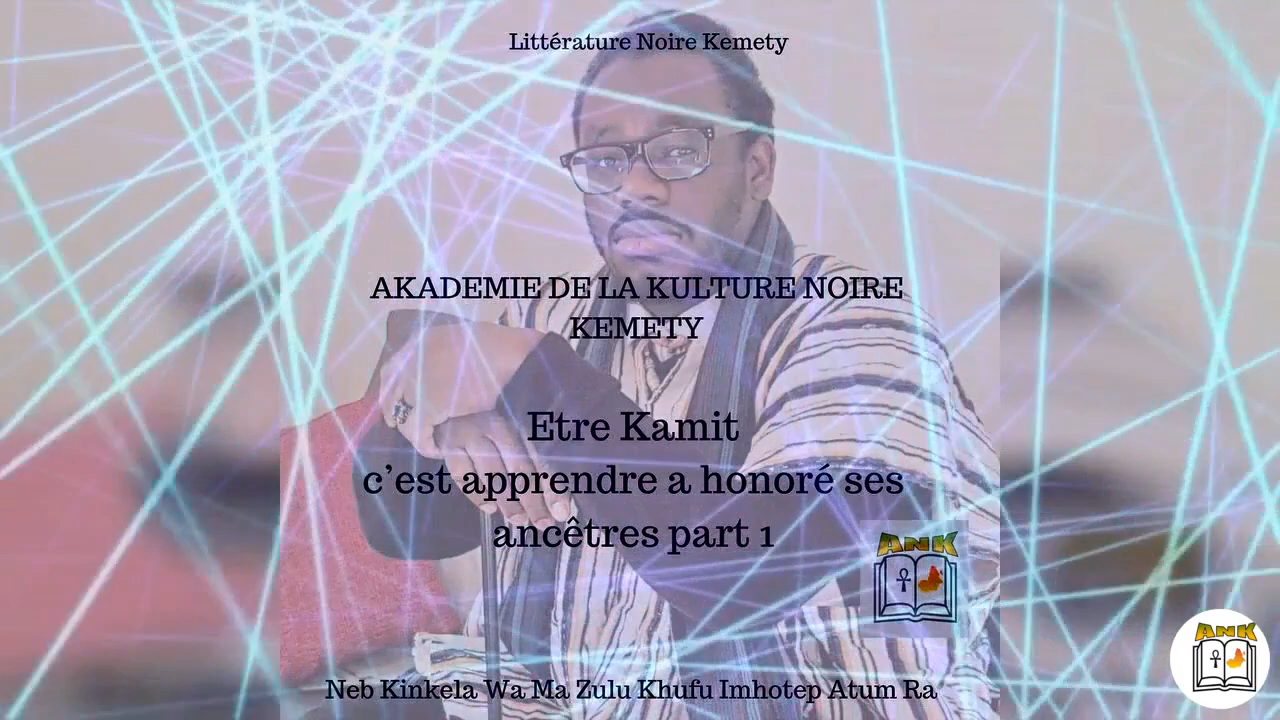 Littérature Noire Kemety
AKADEMIE DE LA KULTURE NOIRE
KEMETY
Etre Kamit
c’est apprendre a honoré ses
ancêtres part 1
ANK
ANK
Neb Kinkela Wa Ma Zulu Khufu Imhotep Atum Ra